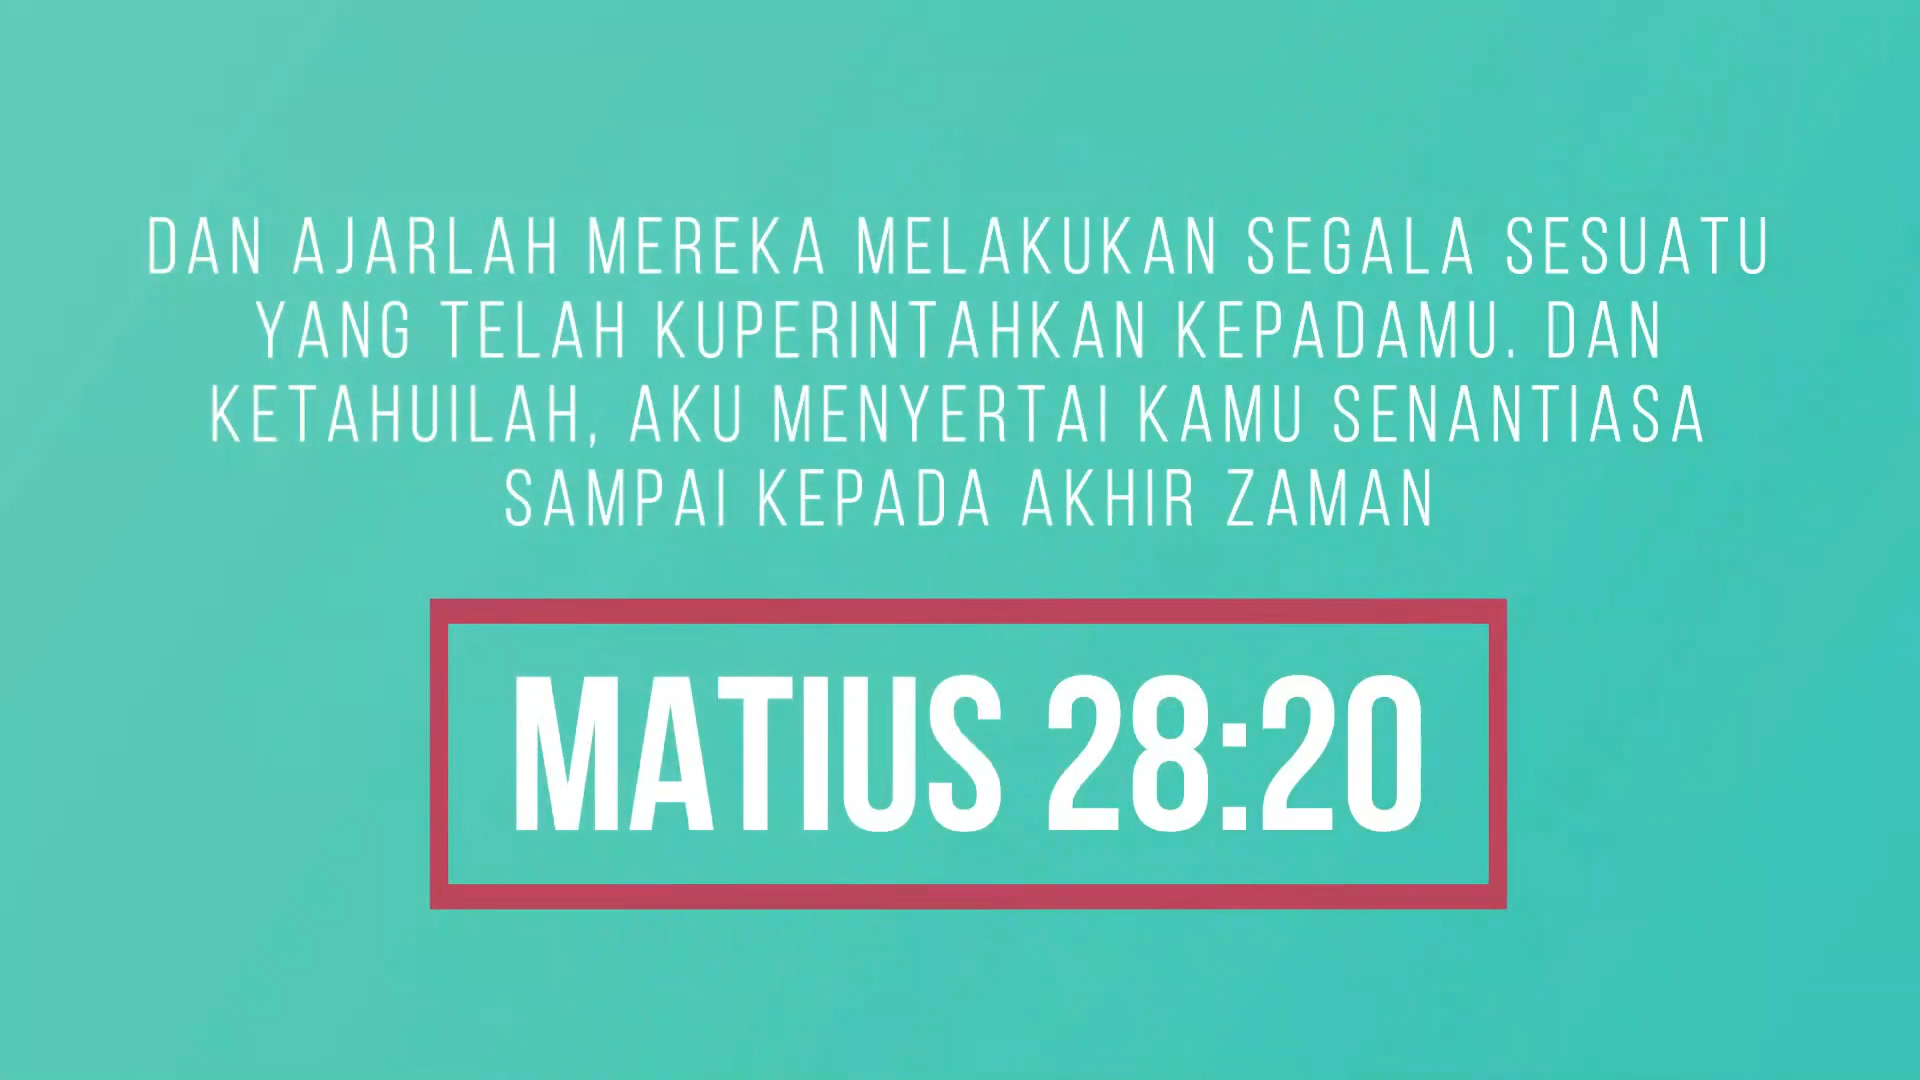 DAN AJARLAH MEREKA MELAKUKAN SEGALA SESUATU
YANG TELAH KUPERINTAHKAN KEPADAMU. DAN
KETAHUILAH, AKU MENYERTAI KAMU SENANTIASA
SAMPAI KEPADA AKHIR ZAMAN
MATIUS 28:20